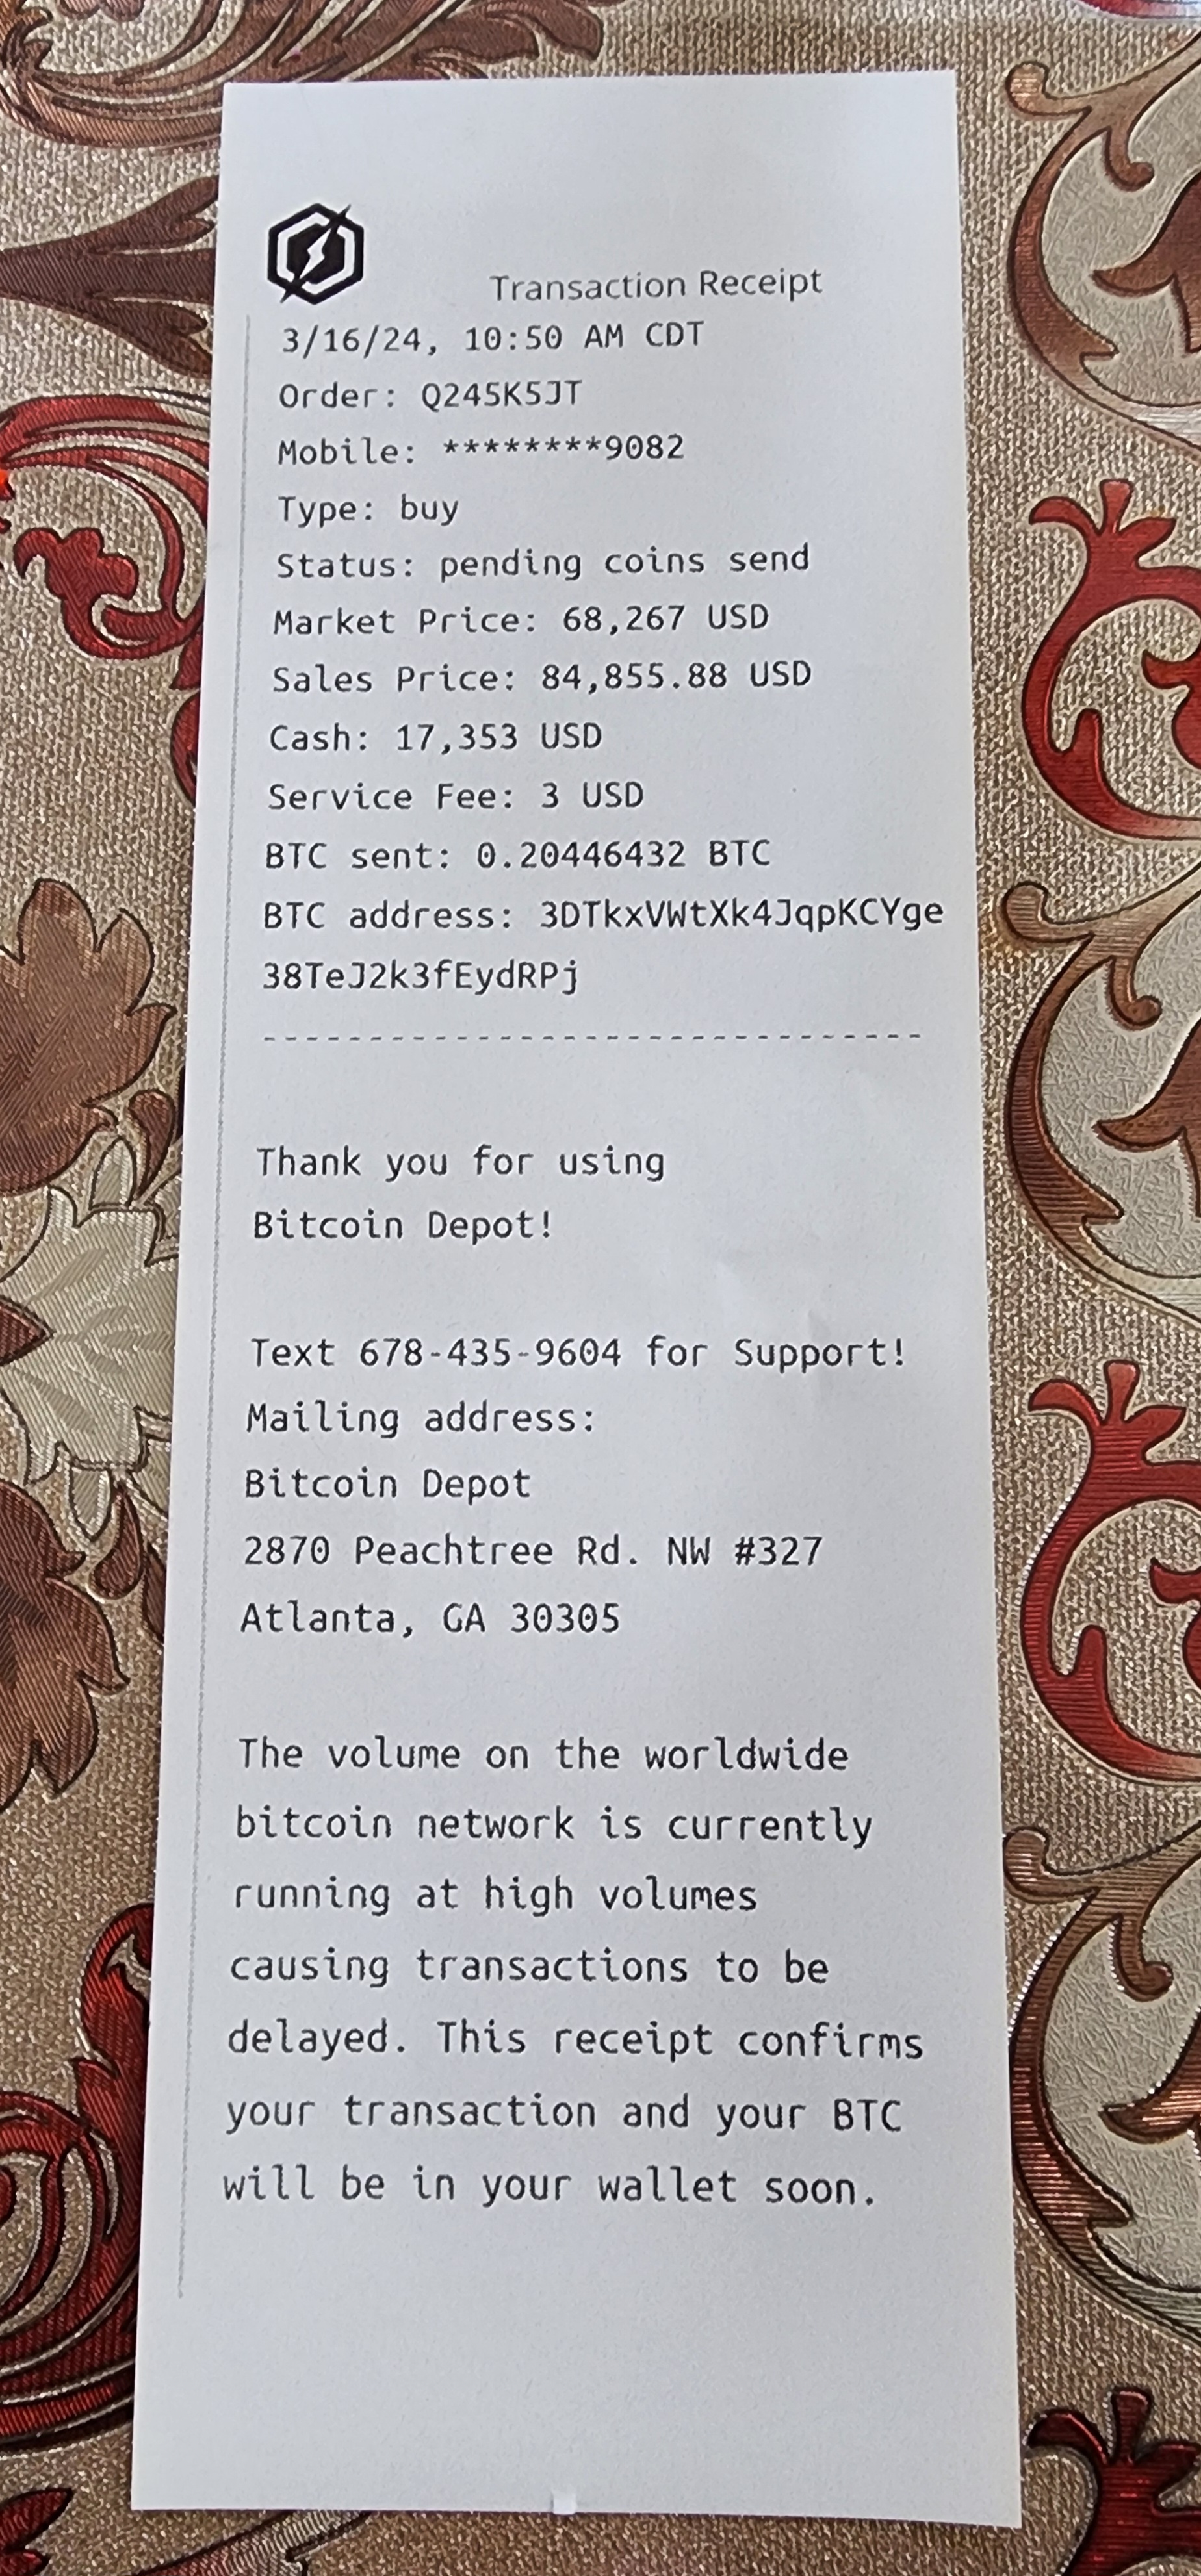 Transaction Receipt
3/16/24, 10:50 AM CDT
Order: Q245K5JT
Mobile: ********9082
Type: buy
Status: pending coins send
Market Price: 68,267 USD
Sales Price: 84,855.88 USD
Cash: 17,353 USD
Service Fee: 3 USD
BTC sent: 0.20446432 BTC
BTC address: 3DTkxVWtXk4JqpKCYge
38TeJ2k3fEydRPj
-------------------------------
Thank you for using
Bitcoin Depot!
Text 678-435-9604 for Support!
Mailing address:
Bitcoin Depot
2870 Peachtree Rd. NW #327
Atlanta, GA 30305
The volume on the worldwide
bitcoin network is currently
running at high volumes
causing transactions to be
delayed. This receipt confirms
your transaction and your BTC
will be in your wallet soon.